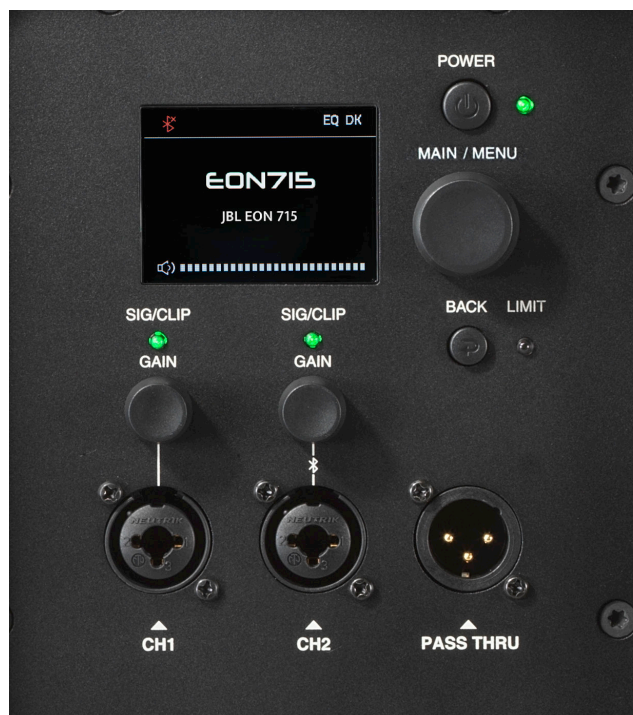 POWER
EQ DK
MAIN / MENU
EON715
JBL EON 715
SIG/CLIP
SIG/CLIP
BACK
LIMIT
GAIN
GAIN
NEUTRIK
NEUTRIK
CH1
CH2
PASS THRU